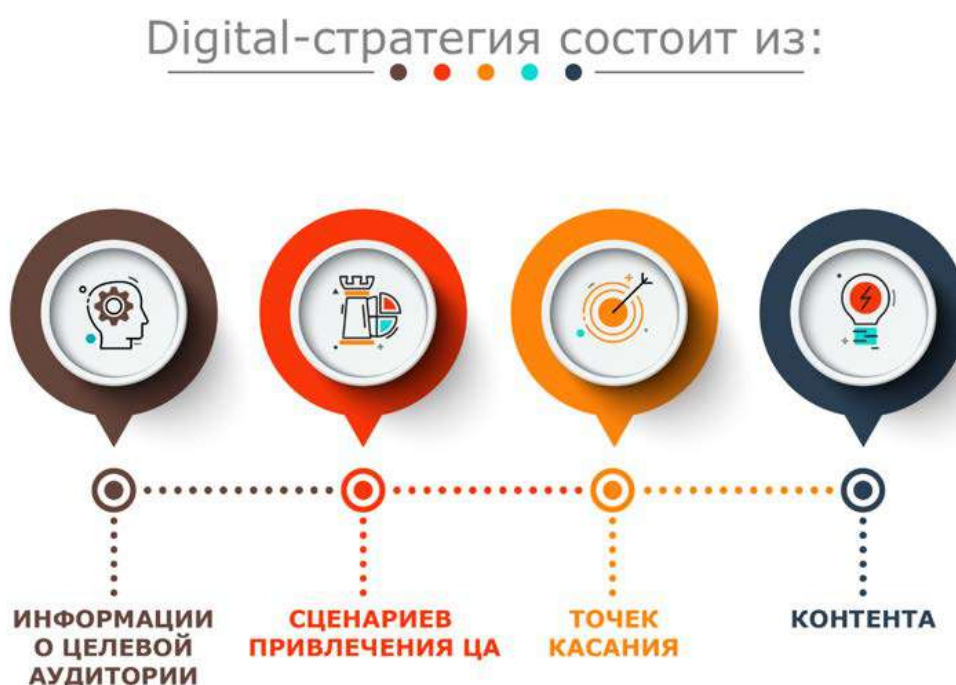 Digital-стратегия состоит из:
ИНФОРМАЦИИ
О ЦЕЛЕВОЙ
АУДИТОРИИ
СЦЕНАРИЕВ
ПРИВЛЕЧЕНИЯ ЦА
ТОЧЕК
КАСАНИЯ
КОНТЕНТА